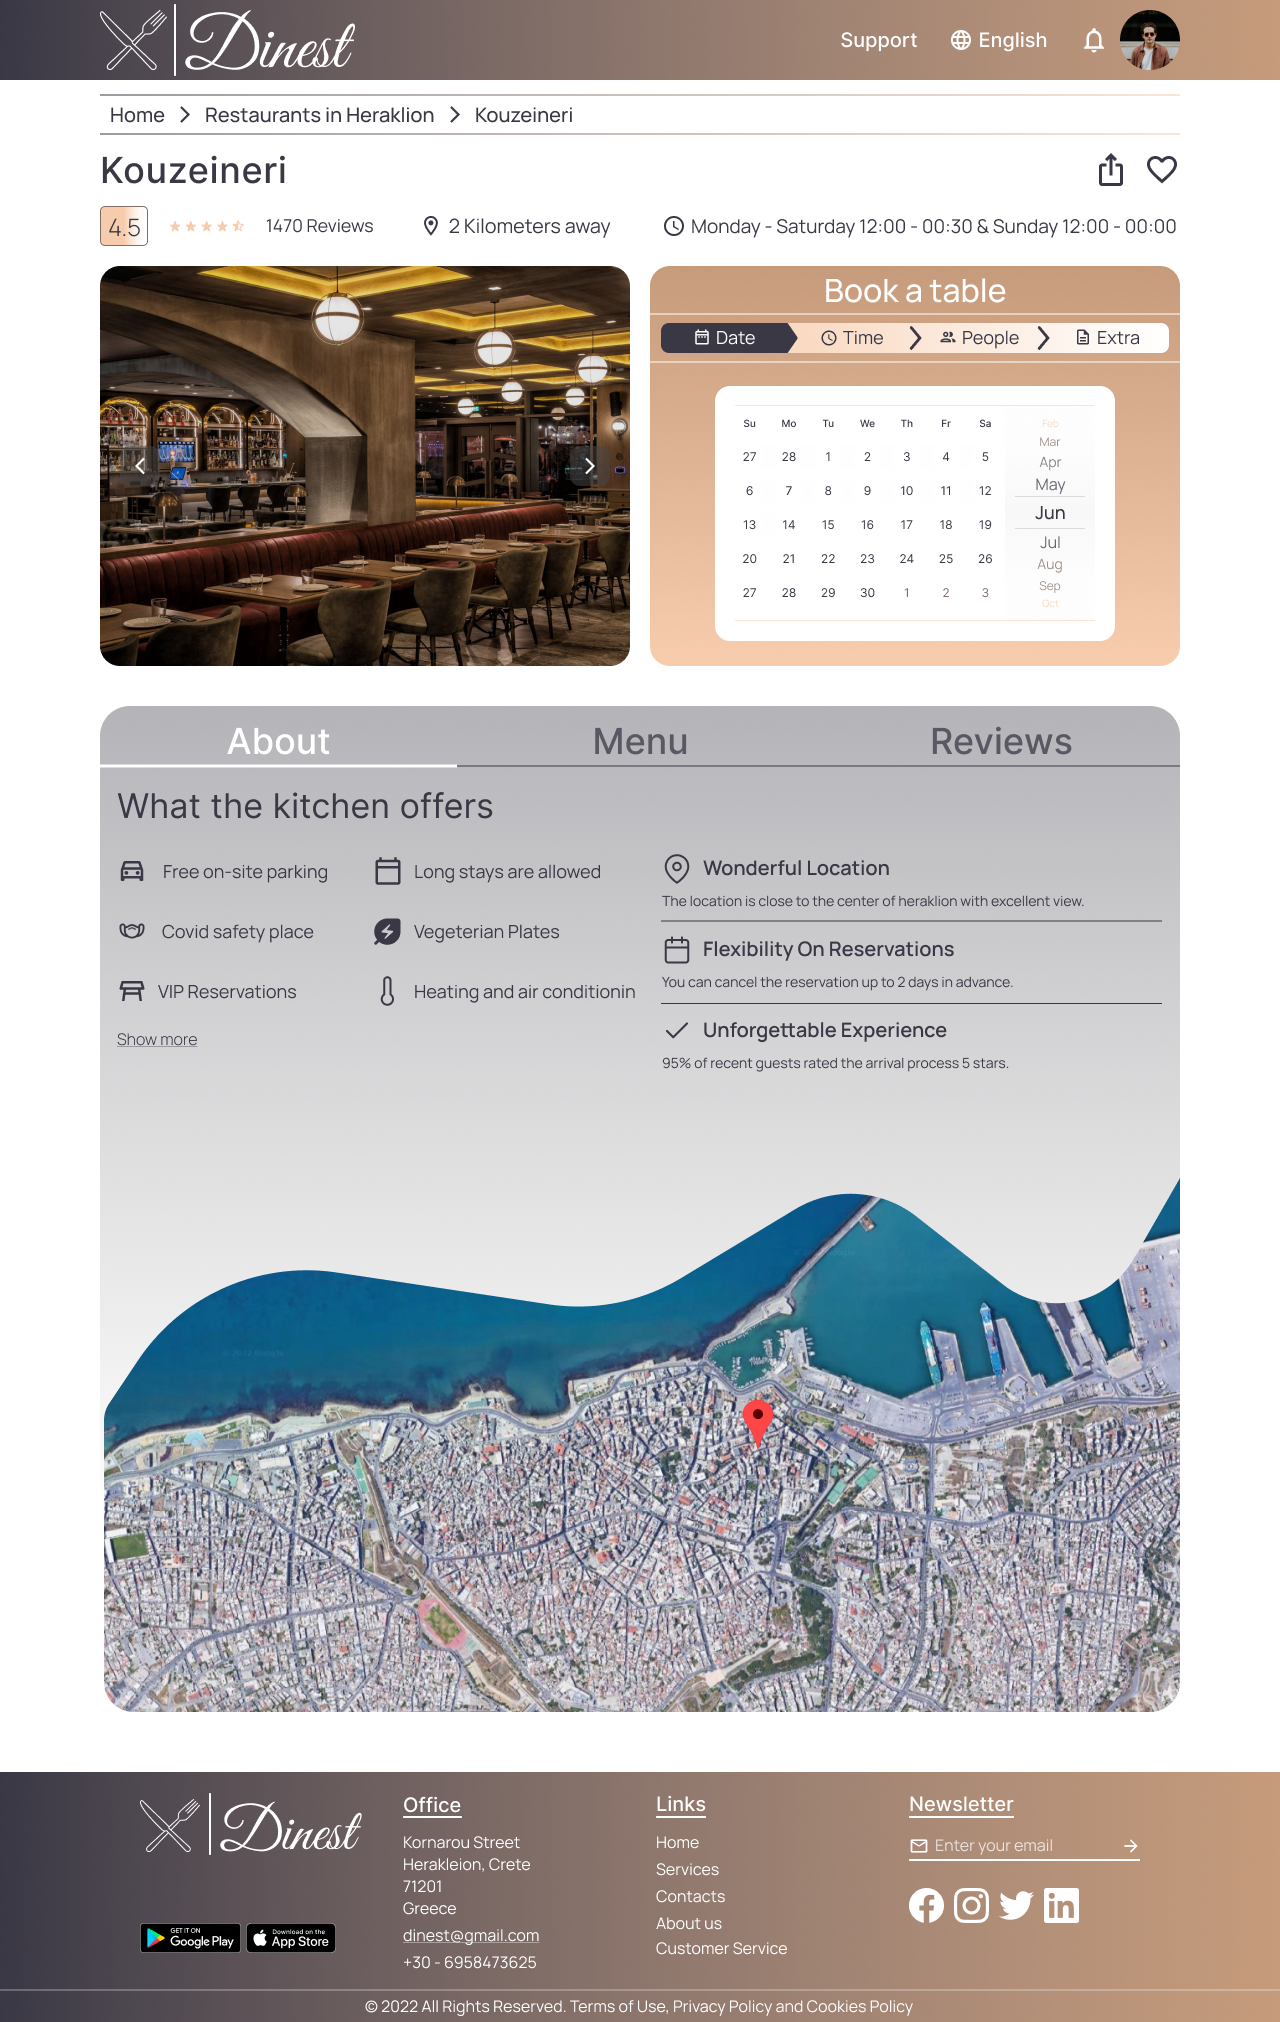 Dinest
Support
English
Home > Restaurants in Heraklion > Kouzeineri
Kouzeineri
4.5
1470 Reviews
2 Kilometers away
Monday - Saturday 12:00 - 00:30 & Sunday 12:00 - 00:00
Book a table
Date
Time
People
Extra
Su Mo Tu We Th Fr Sa
27 28 1 2 3 4 5
6 7 8 9 10 11 12
13 14 15 16 17 18 19
20 21 22 23 24 25 26
27 28 29 30 1 2 3
Feb
Mar
Apr
May
Jun
Jul
Aug
Sep
Oct
About
Menu
Reviews
What the kitchen offers
Free on-site parking
Long stays are allowed
Covid safety place
Vegeterian Plates
VIP Reservations
Heating and air conditionin
Show more
Wonderful Location
The location is close to the center of heraklion with excellent view.
Flexibility On Reservations
You can cancel the reservation up to 2 days in advance.
Unforgettable Experience
95% of recent guests rated the arrival process 5 stars.
Dinest
GET IT ON
Google Play
Download on the
App Store
Office
Kornarou Street
Herakleion, Crete
71201
Greece
dinest@gmail.com
+30 - 6958473625
Links
Home
Services
Contacts
About us
Customer Service
Newsletter
Enter your email
© 2022 All Rights Reserved. Terms of Use, Privacy Policy and Cookies Policy